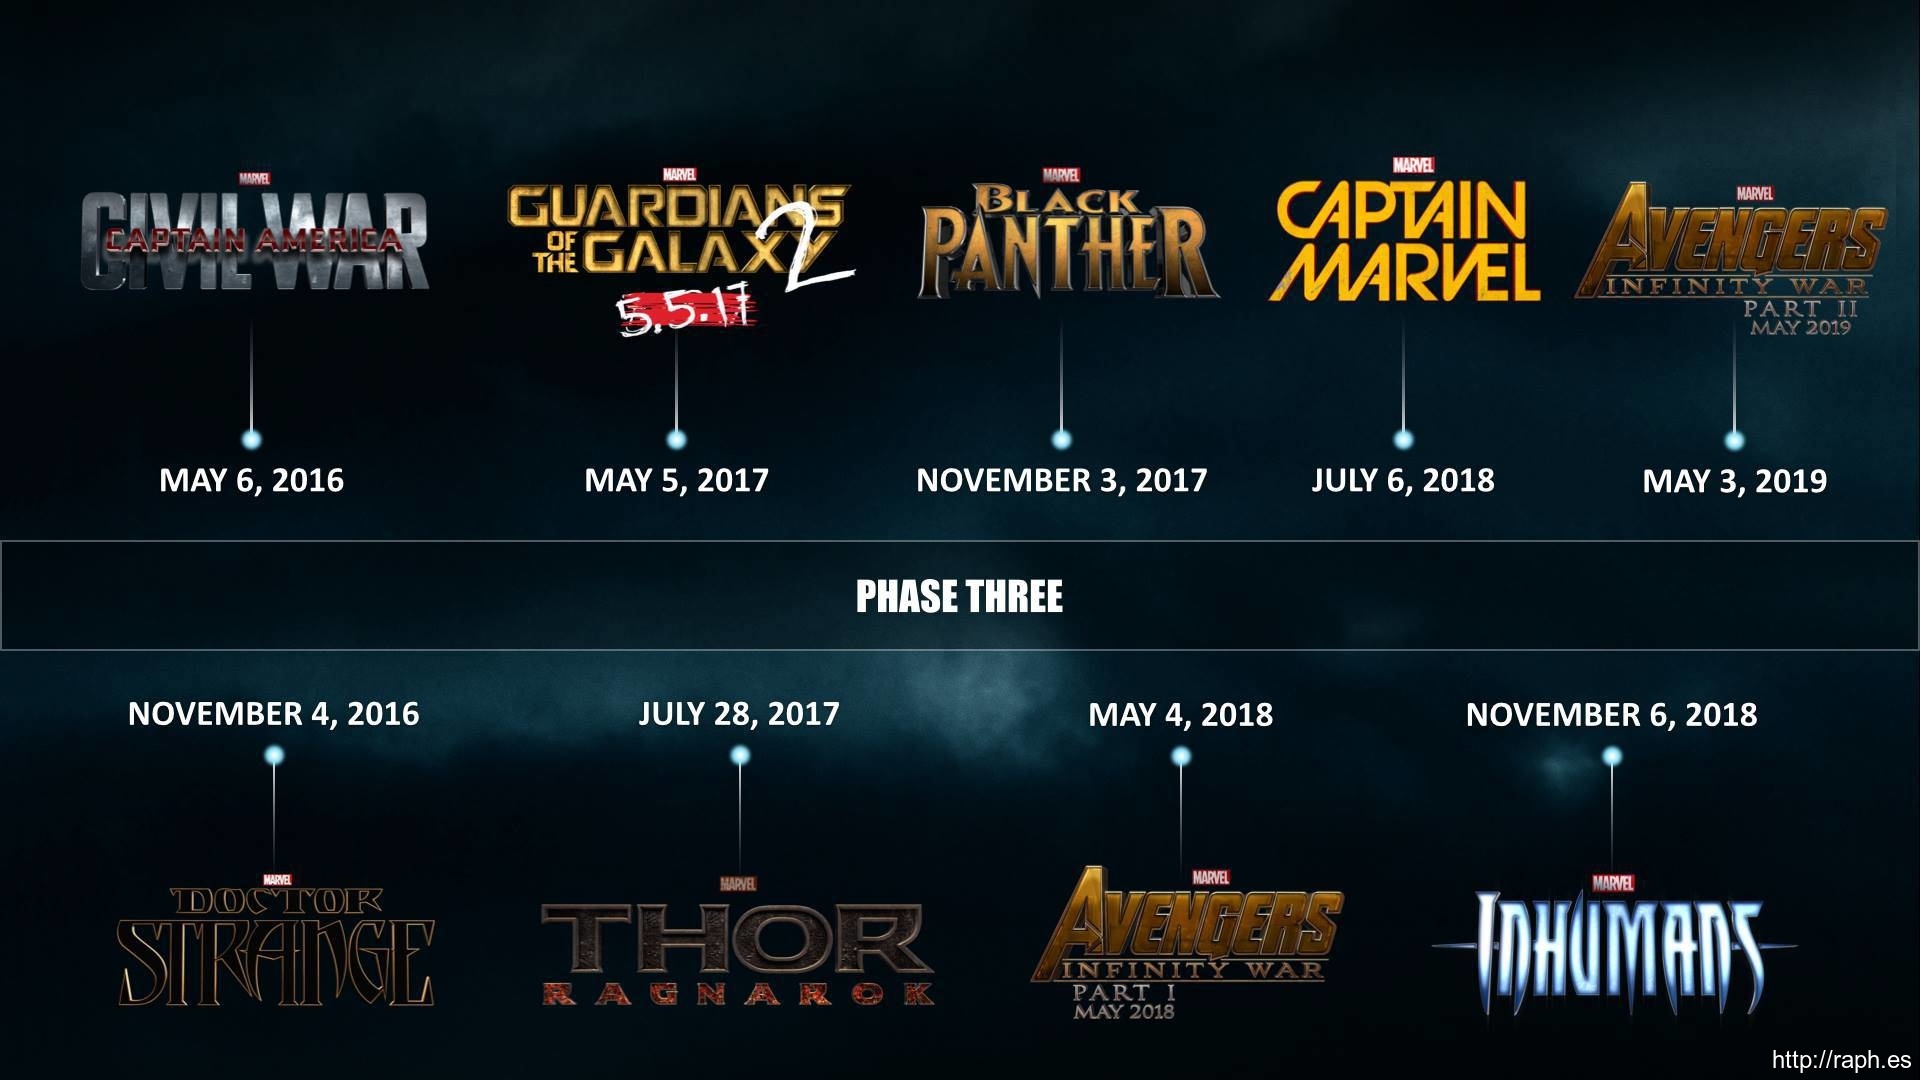 MARVEL
CIVIL WAR
CAPTAIN AMERICA
MAY 6, 2016
MARVEL
GUARDIANS
OF THE GALAXY 2
5.5.17
MAY 5, 2017
MARVEL
BLACK
PANTHER
NOVEMBER 3, 2017
MARVEL
CAPTAIN
MARVEL
JULY 6, 2018
MARVEL
AVENGERS
INFINITY WAR
PART II
MAY 2019
MAY 3, 2019
PHASE THREE
NOVEMBER 4, 2016
MARVEL
DOCTOR
STRANGE
JULY 28, 2017
MARVEL
THOR
RAGNAROK
MAY 4, 2018
MARVEL
AVENGERS
INFINITY WAR
PART I
MAY 2018
NOVEMBER 6, 2018
MARVEL
INHUMANS
http://raph.es